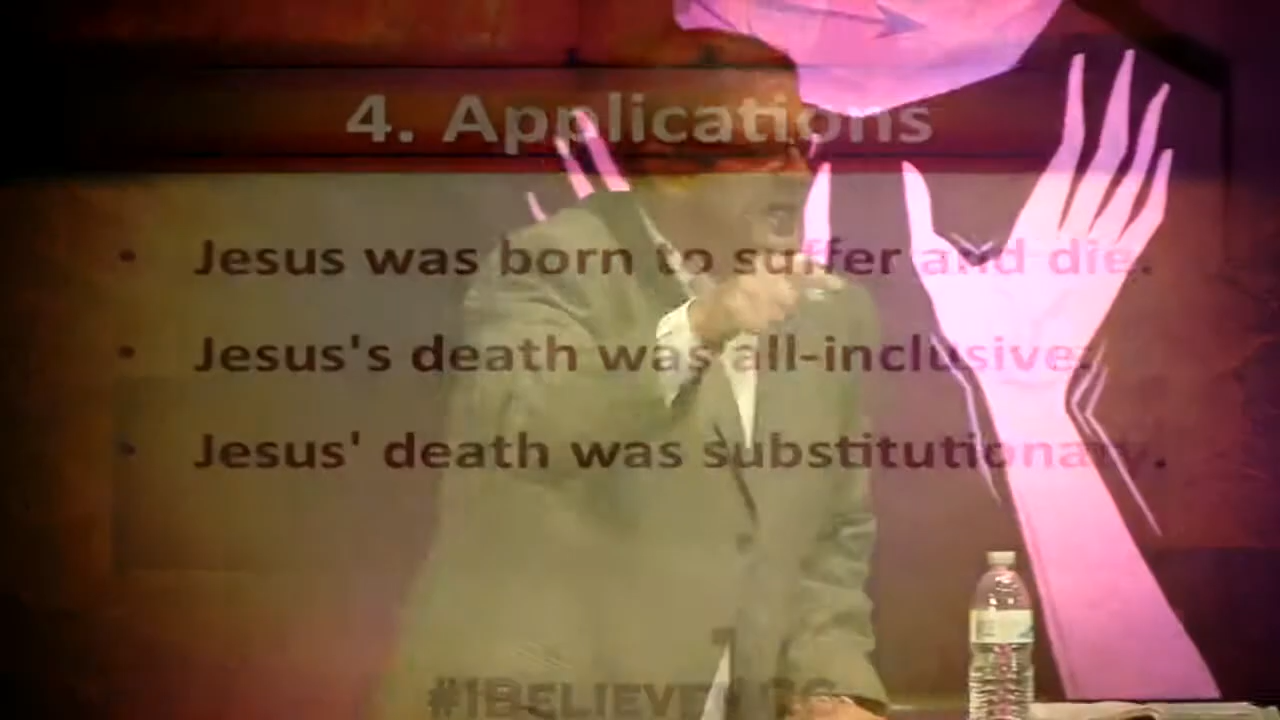 4. Applications
• Jesus was born to suffer and die.
• Jesus's death was all-inclusive.
• Jesus' death was substitutionary.